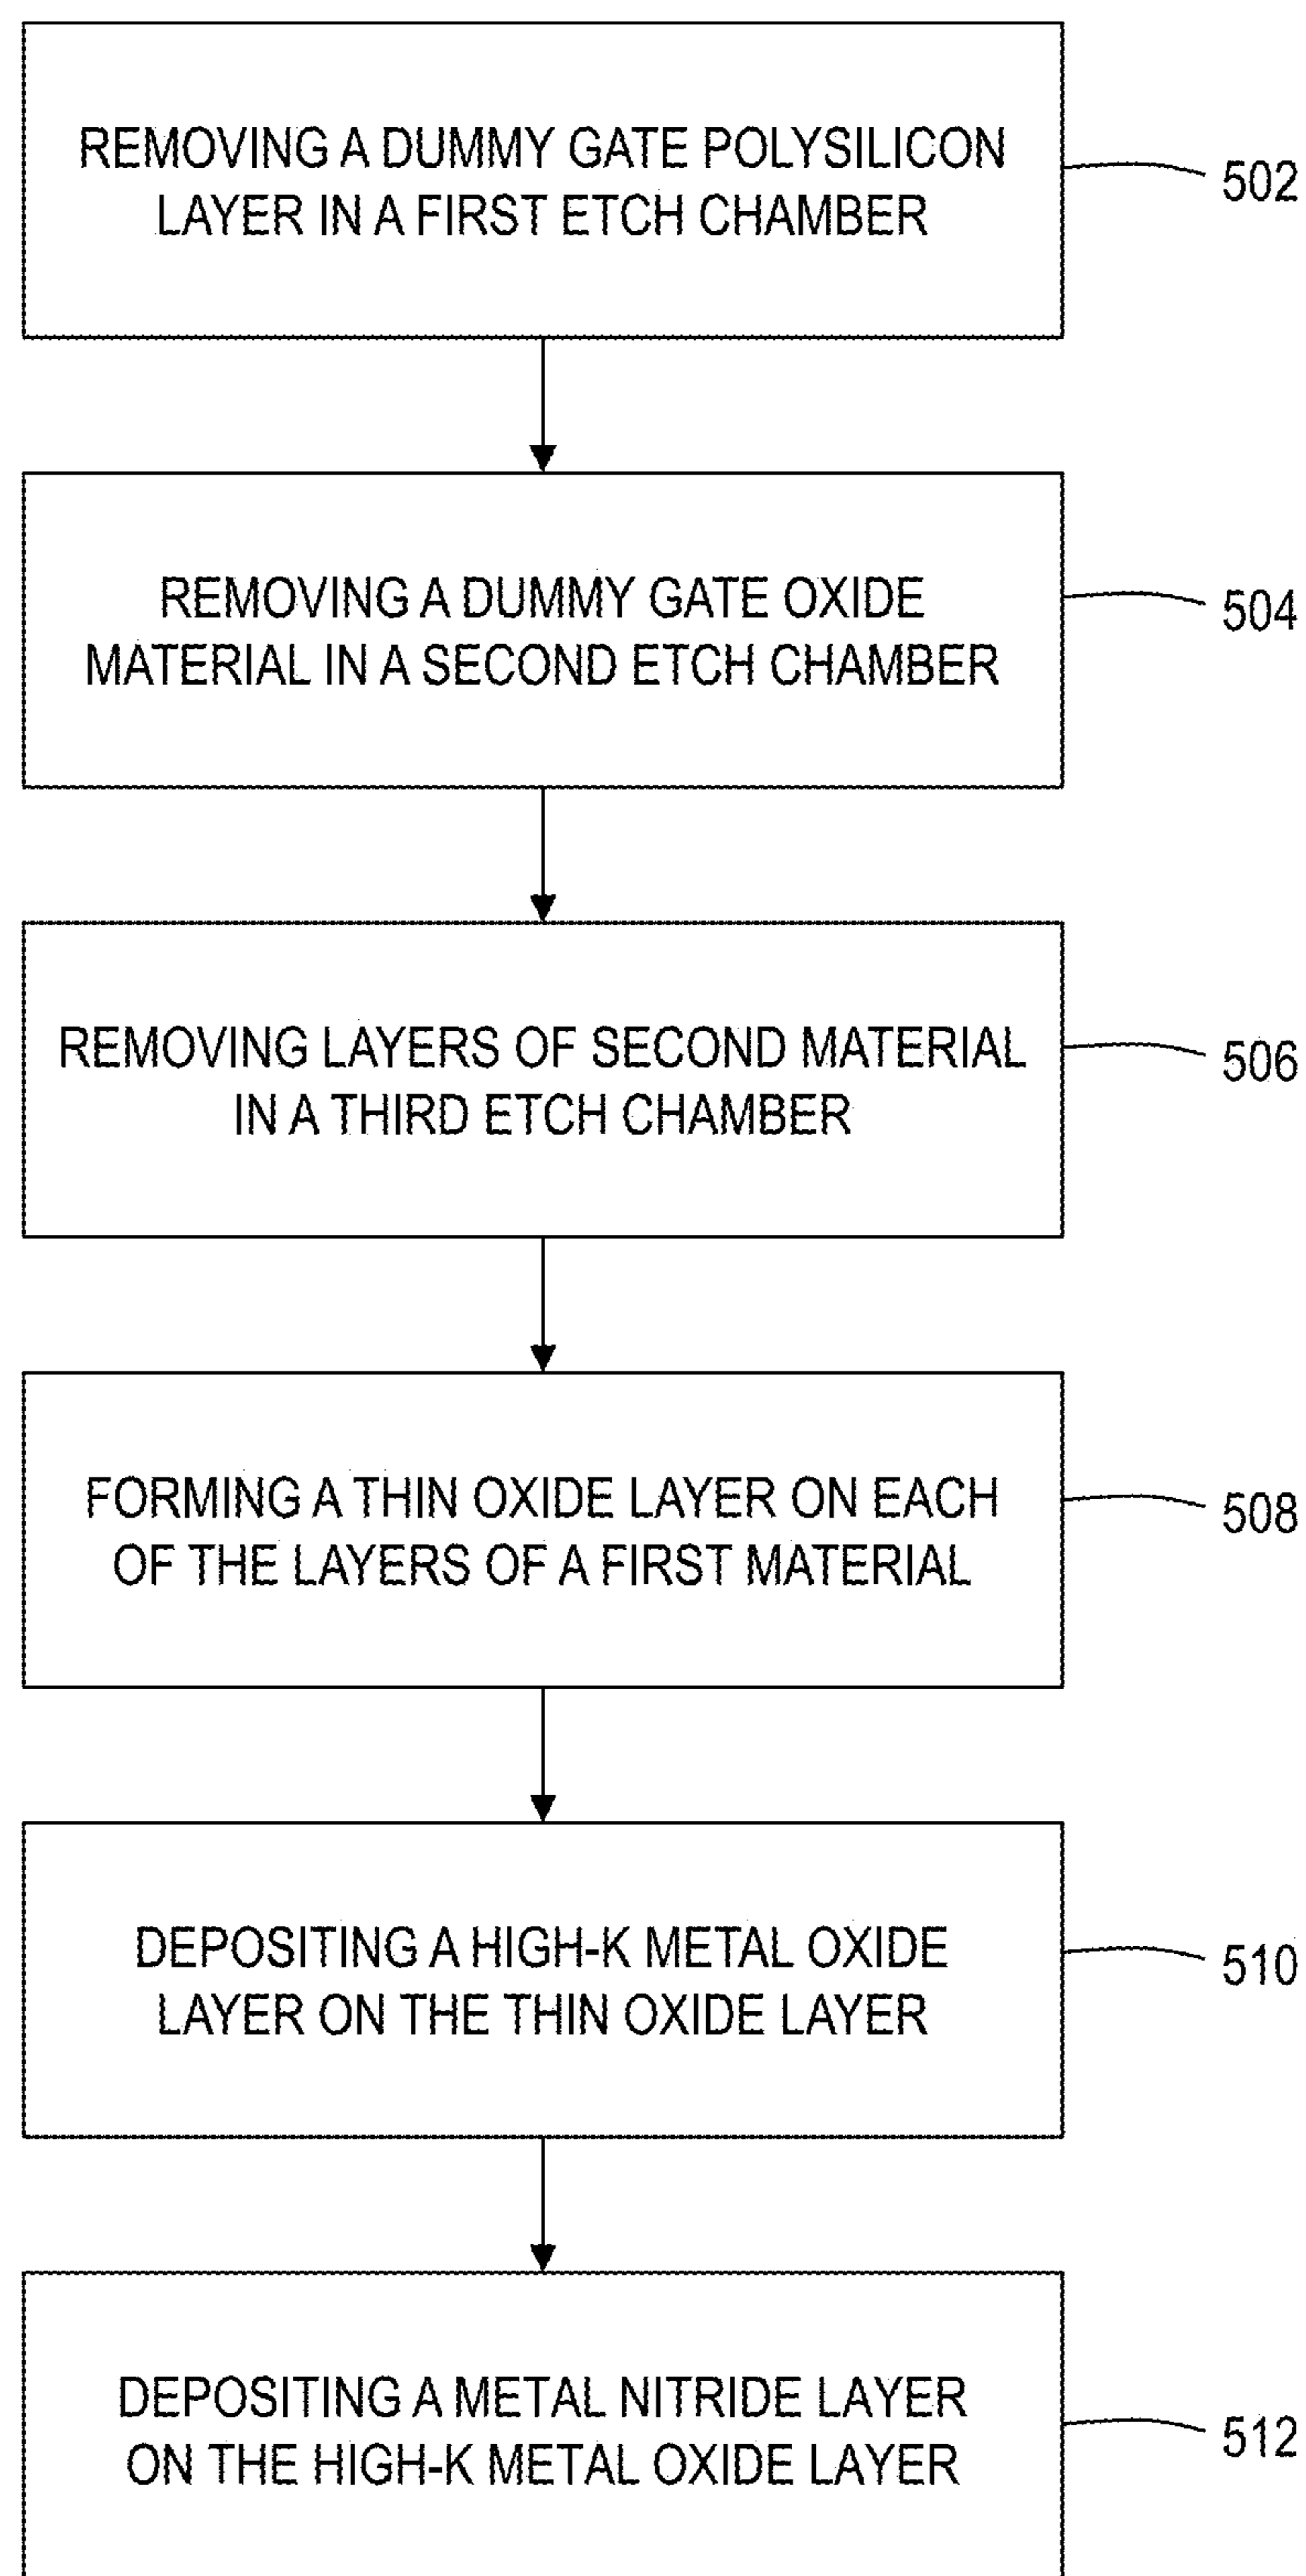 REMOVING A DUMMY GATE POLYSILICON
LAYER IN A FIRST ETCH CHAMBER
502
REMOVING A DUMMY GATE OXIDE
MATERIAL IN A SECOND ETCH CHAMBER
504
REMOVING LAYERS OF SECOND MATERIAL
IN A THIRD ETCH CHAMBER
506
FORMING A THIN OXIDE LAYER ON EACH
OF THE LAYERS OF A FIRST MATERIAL
508
DEPOSITING A HIGH-K METAL OXIDE
LAYER ON THE THIN OXIDE LAYER
510
DEPOSITING A METAL NITRIDE LAYER
ON THE HIGH-K METAL OXIDE LAYER
512